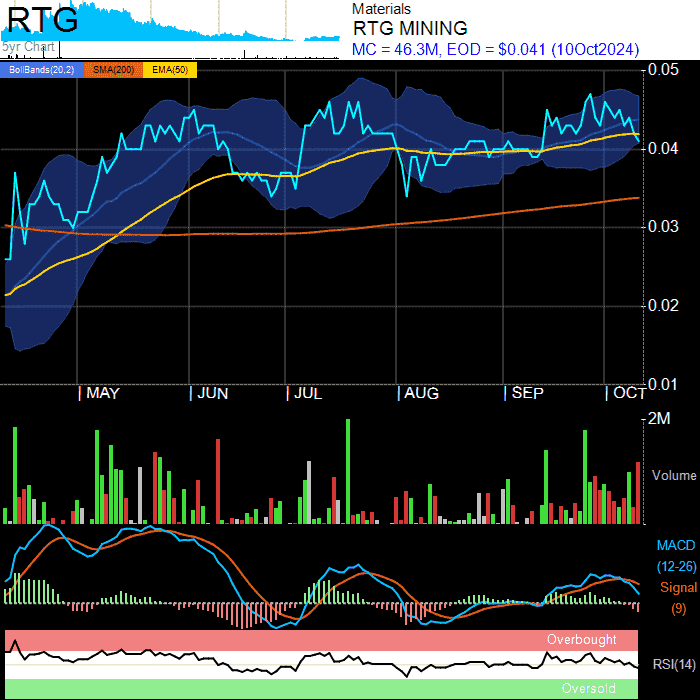 RTG
5yr Chart
Materials
RTG MINING
MC = 46.3M, EOD = $0.041 (10Oct2024)
BollBands(20,2) SMA(200) EMA(50)
0.05
0.04
0.03
0.02
0.01
MAY JUN JUL AUG SEP OCT
2M
Volume
MACD
(12-26)
Signal
(9)
Overbought
RSI(14)
Oversold